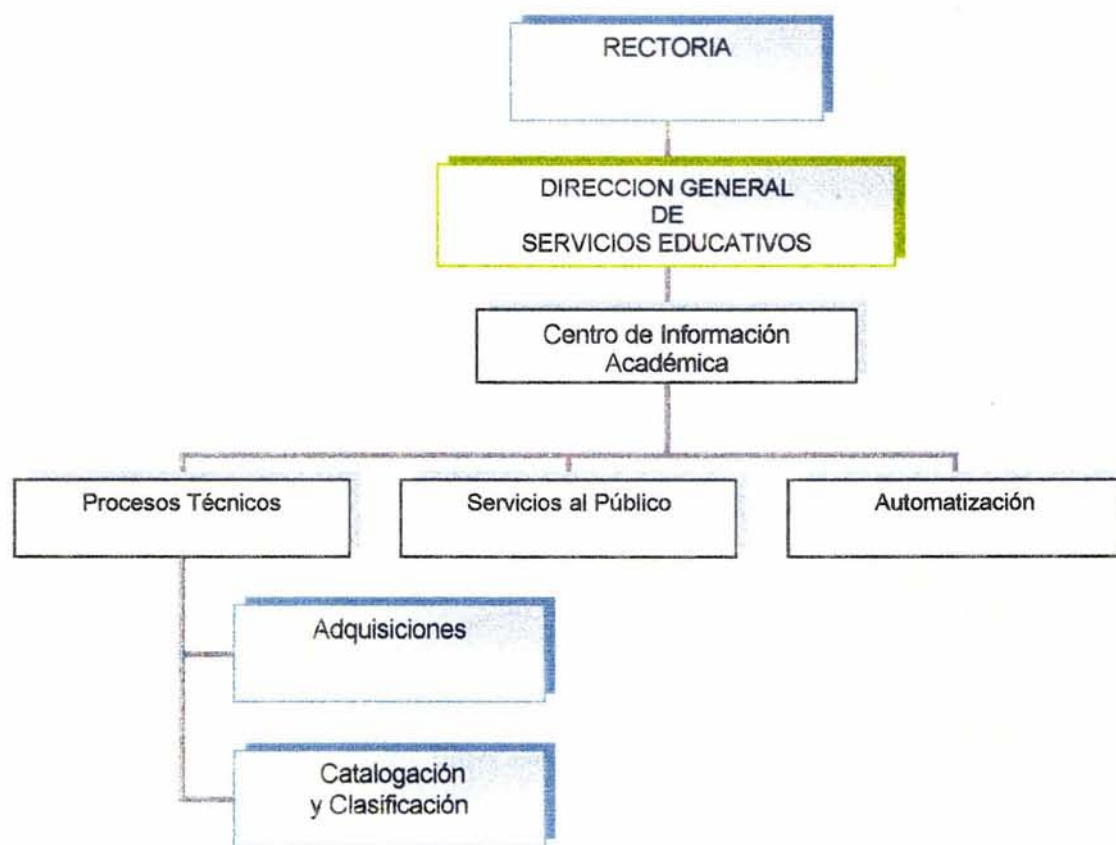 RECTORIA
DIRECCION GENERAL
DE
SERVICIOS EDUCATIVOS
Centro de Información
Académica
Procesos Técnicos
Servicios al Público
Automatización
Adquisiciones
Catalogación
y Clasificación